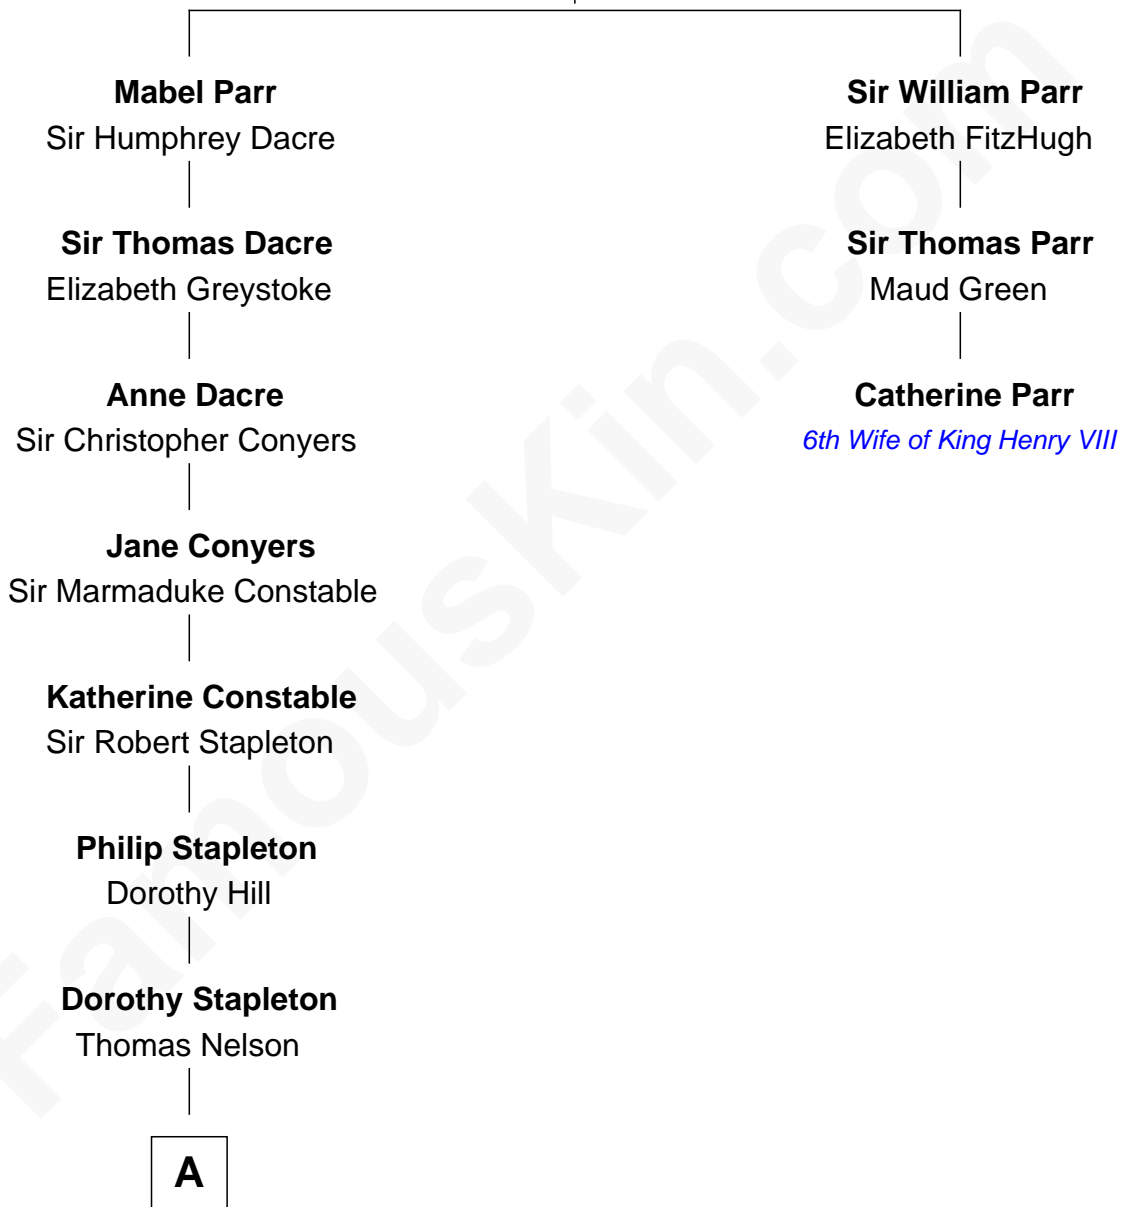 Mabel Parr
Sir Humphrey Dacre
Sir Thomas Dacre
Elizabeth Greystoke
Anne Dacre
Sir Christopher Conyers
Jane Conyers
Sir Marmaduke Constable
Katherine Constable
Sir Robert Stapleton
Philip Stapleton
Dorothy Hill
Dorothy Stapleton
Thomas Nelson
A
Sir William Parr
Elizabeth FitzHugh
Sir Thomas Parr
Maud Green
Catherine Parr
6th Wife of King Henry VIII
FamousKin.com